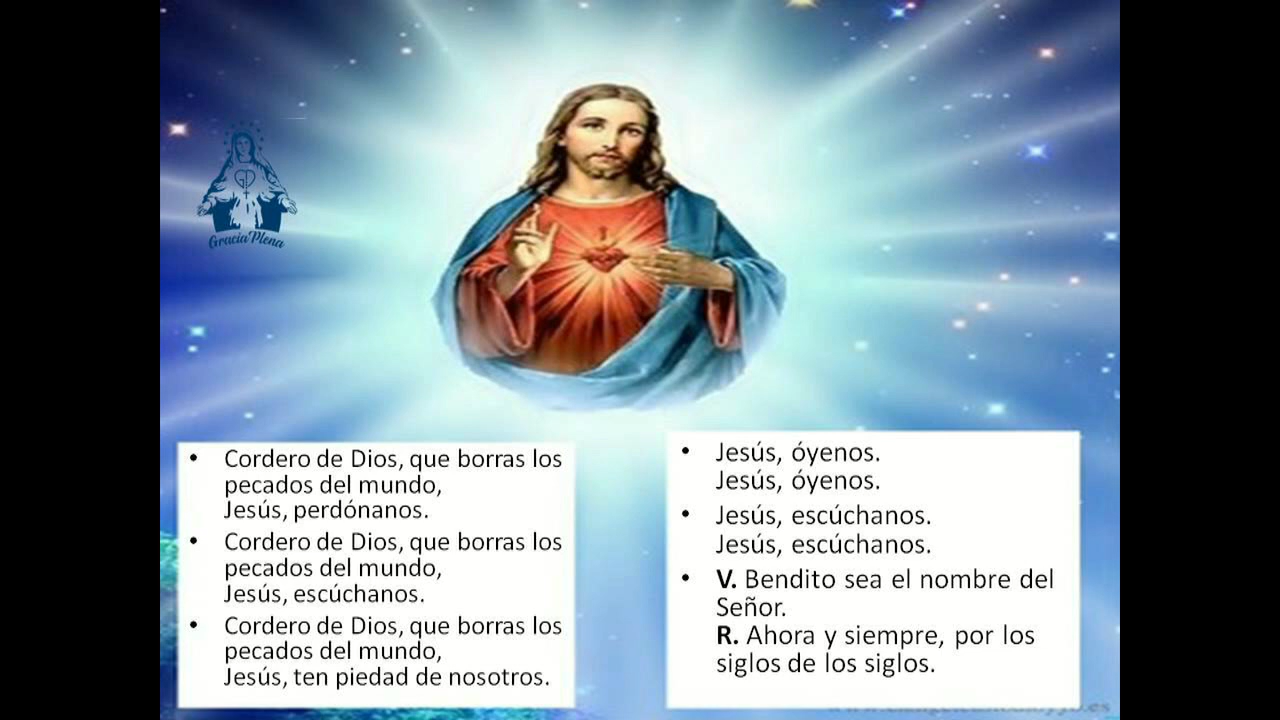 Gracia Plena
• Cordero de Dios, que borras los
pecados del mundo,
Jesús, perdónanos.
• Cordero de Dios, que borras los
pecados del mundo,
Jesús, escúchanos.
• Cordero de Dios, que borras los
pecados del mundo,
Jesús, ten piedad de nosotros.
• Jesús, óyenos.
Jesús, óyenos.
• Jesús, escúchanos.
Jesús, escúchanos.
• V. Bendito sea el nombre del
Señor.
R. Ahora y siempre, por los
siglos de los siglos.